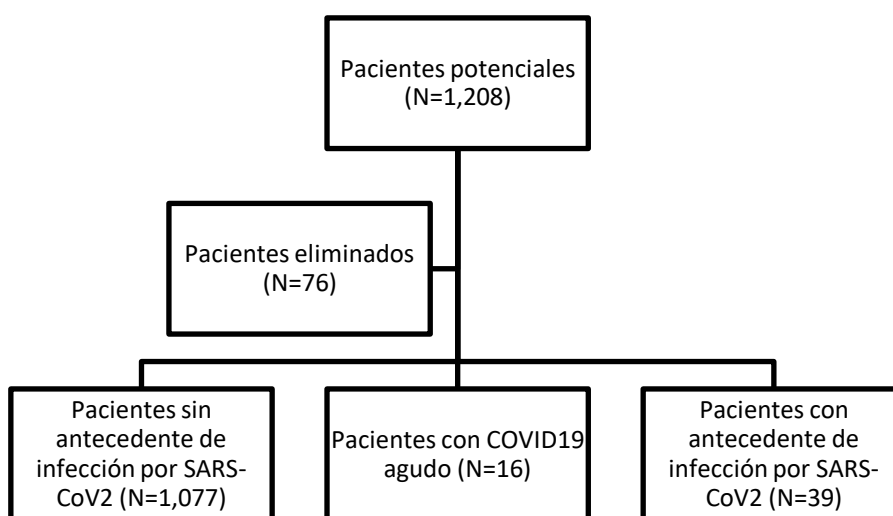 Pacientes potenciales
(N=1,208)
Pacientes eliminados
(N=76)
Pacientes sin
antecedente de
infección por SARS-
CoV2 (N=1,077)
Pacientes con COVID19
agudo (N=16)
Pacientes con
antecedente de
infección por SARS-
CoV2 (N=39)